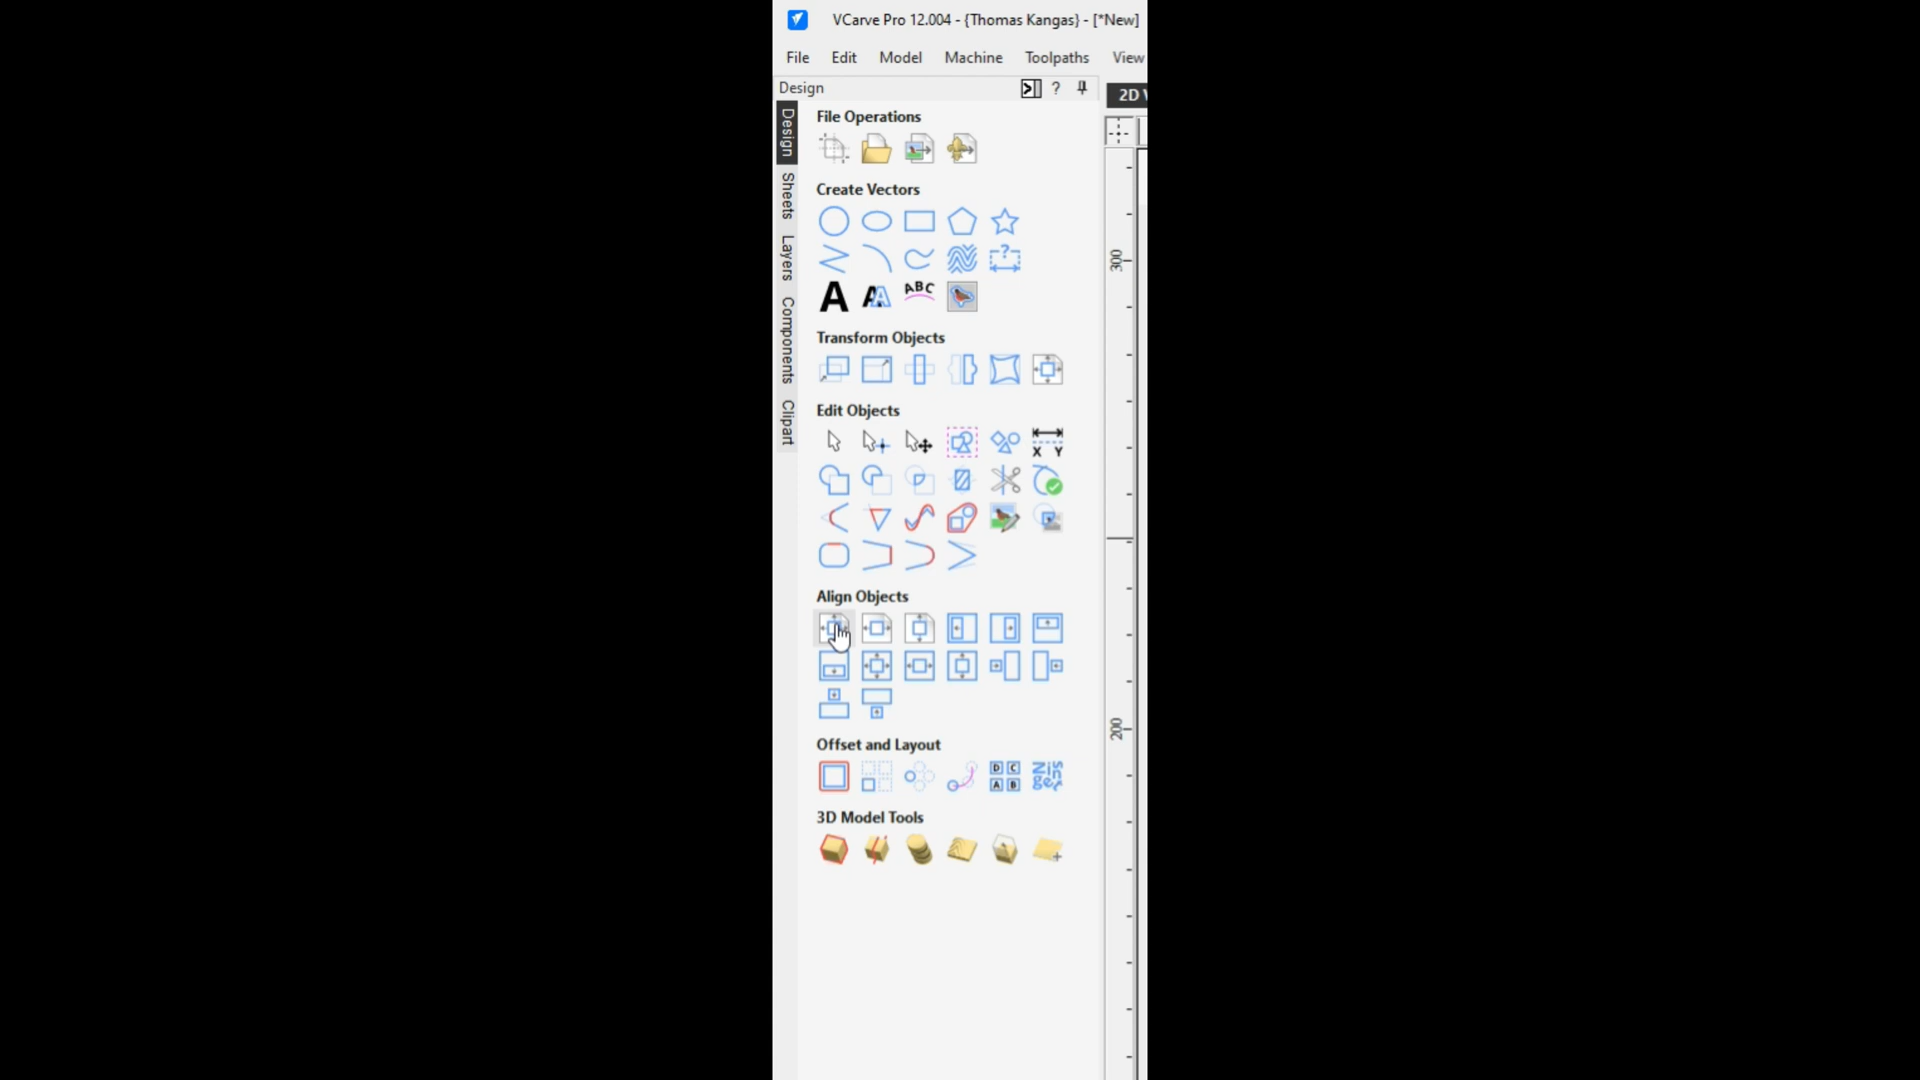 VCarve Pro 12.004 - {Thomas Kangas} - [*New]
File Edit Model Machine Toolpaths View
Design
2D
Design
Sheets
Layers
Components
Clipart
File Operations
Create Vectors
?
A A A ABC
Transform Objects
Edit Objects
X Y
Align Objects
Offset and Layout
D C
A B
3D Model Tools
300
200